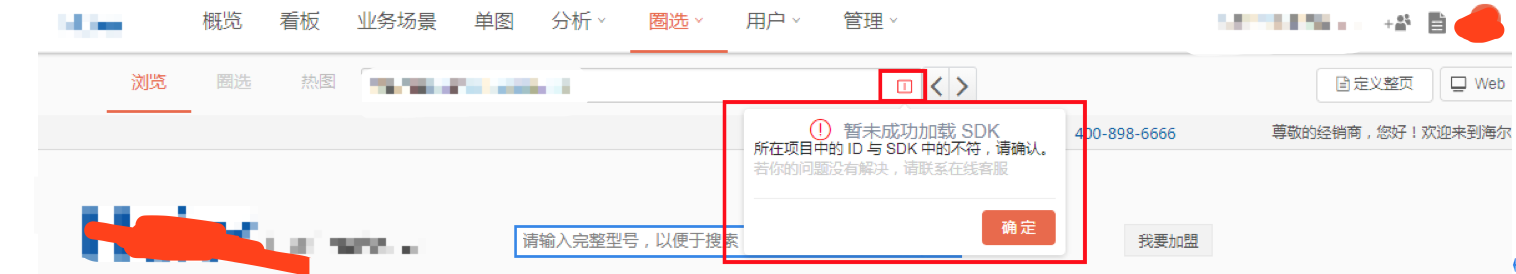 概览 看板 业务场景 单图 分析 圈选 用户 管理
浏览 圈选 热图 定义整页 Web
400-898-6666 尊敬的经销商，您好！欢迎来到海尔
暂未成功加载 SDK
所在项目中的 ID 与 SDK 中的不符，请确认。
若你的问题没有解决，请联系在线客服
确定
请输入完整型号，以便于搜索 我要加盟